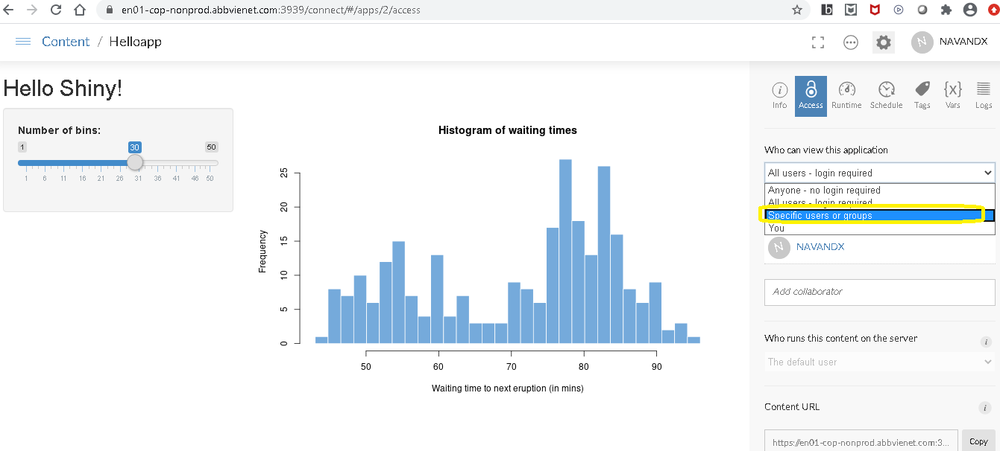 en01-cop-nonprod.abbvienet.com:3939/connect/#/apps/2/access
Content / Helloapp
N NAVANDX
Hello Shiny!
Number of bins:
1 30 50
1 6 11 16 21 26 31 36 41 46 50
Histogram of waiting times
Frequency
0 5 10 15 20 25
50 60 70 80 90
Waiting time to next eruption (in mins)
Info Access Runtime Schedule Tags Vars Logs
Who can view this application
All users - login required
Anyone - no login required
All users - login required
Specific users or groups
You
N NAVANDX
Add collaborator
Who runs this content on the server
The default user
Content URL
https://en01-cop-nonprod.abbvienet.com:3... Copy